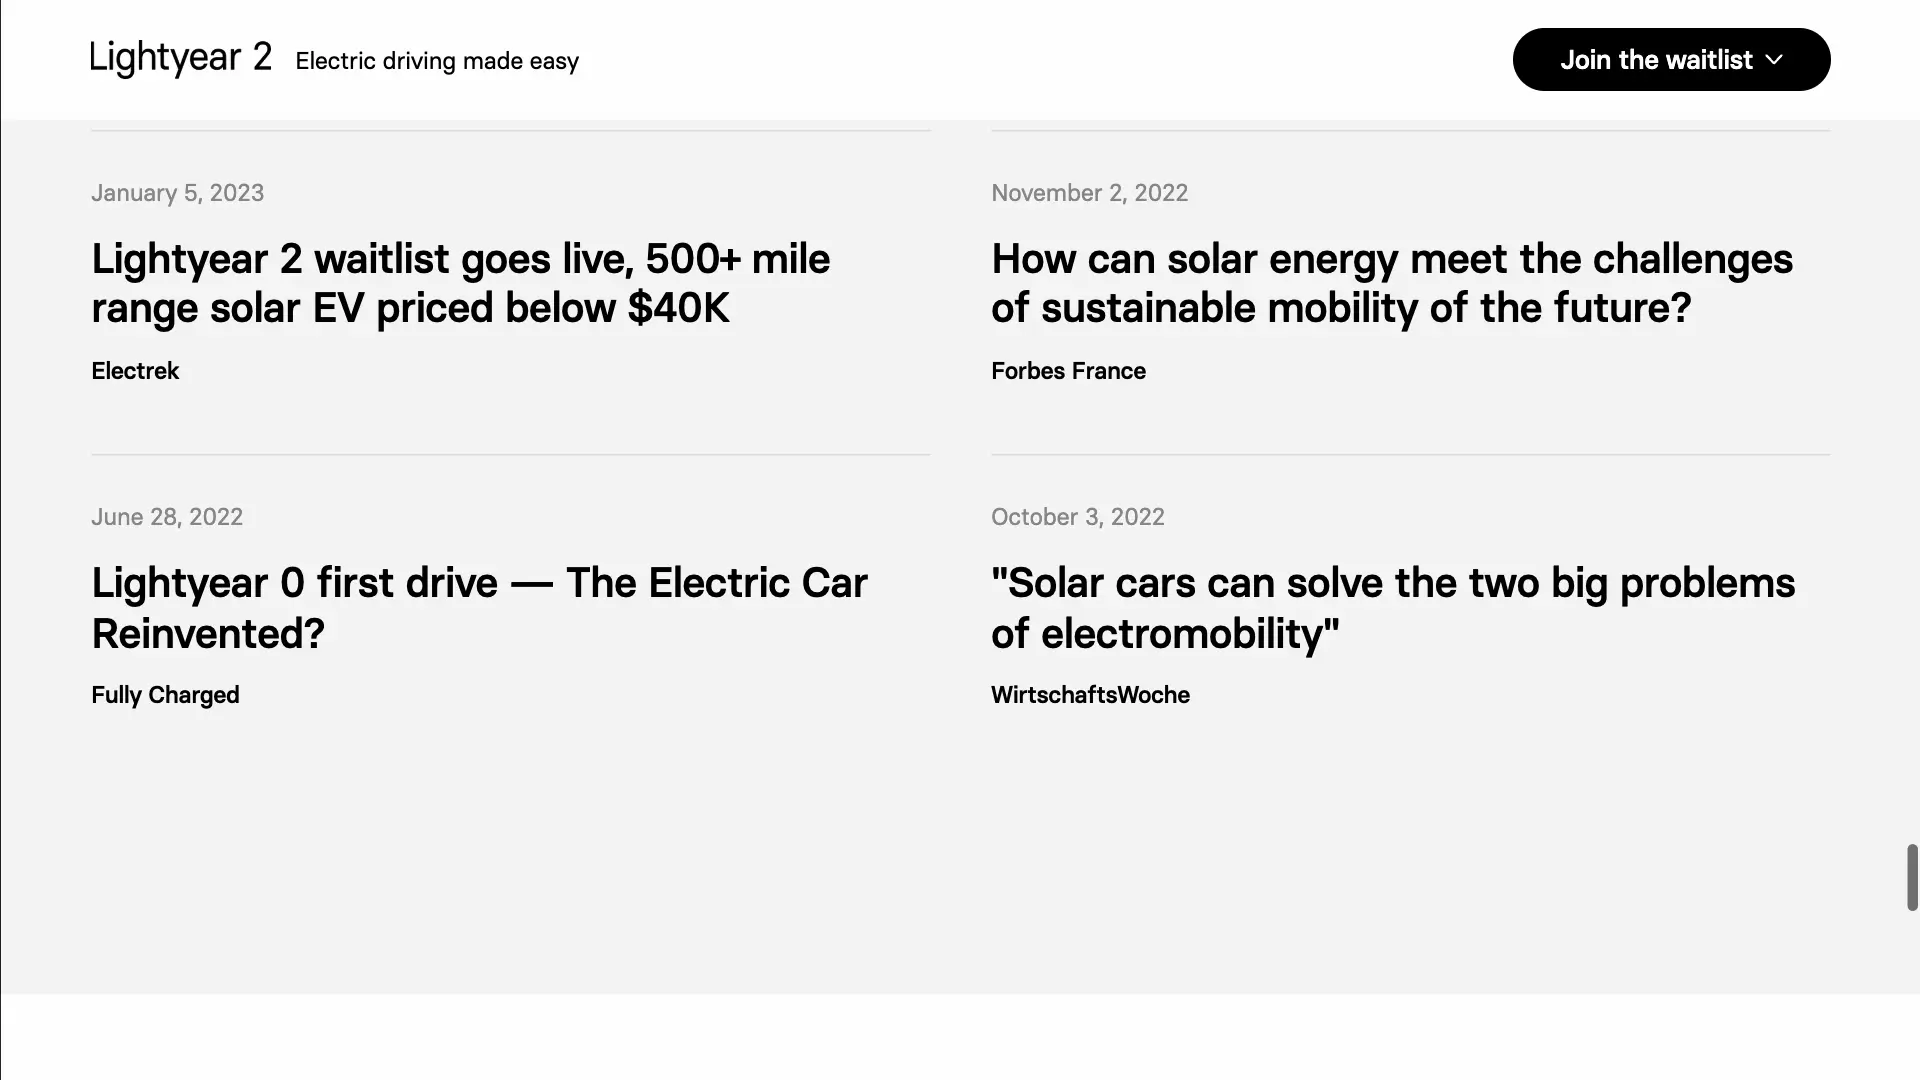 Lightyear 2 Electric driving made easy
Join the waitlist
January 5, 2023
Lightyear 2 waitlist goes live, 500+ mile
range solar EV priced below $40K
Electrek
November 2, 2022
How can solar energy meet the challenges
of sustainable mobility of the future?
Forbes France
June 28, 2022
Lightyear 0 first drive — The Electric Car
Reinvented?
Fully Charged
October 3, 2022
"Solar cars can solve the two big problems
of electromobility"
WirtschaftsWoche